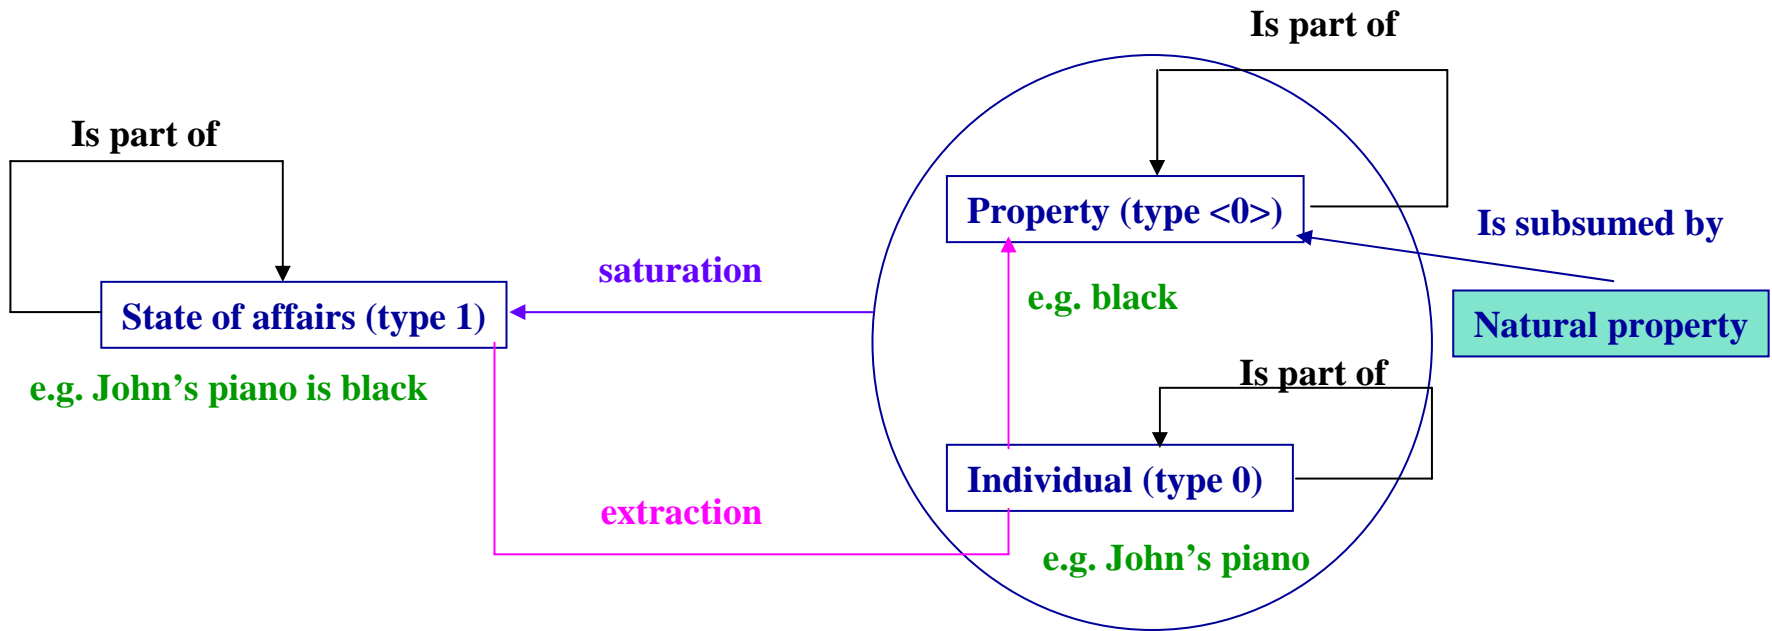 Is part of
Is part of
Property (type <0>)
Is subsumed by
saturation
e.g. black
State of affairs (type 1)
Natural property
e.g. John’s piano is black
Is part of
Individual (type 0)
extraction
e.g. John’s piano